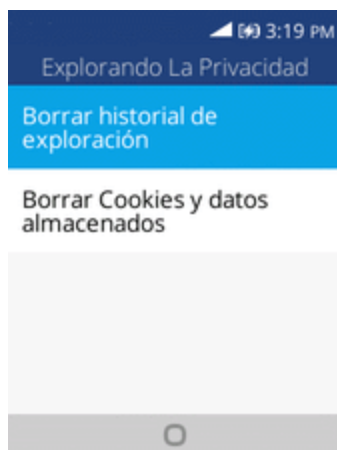 3:19 PM
Explorando La Privacidad
Borrar historial de
exploración
Borrar Cookies y datos
almacenados